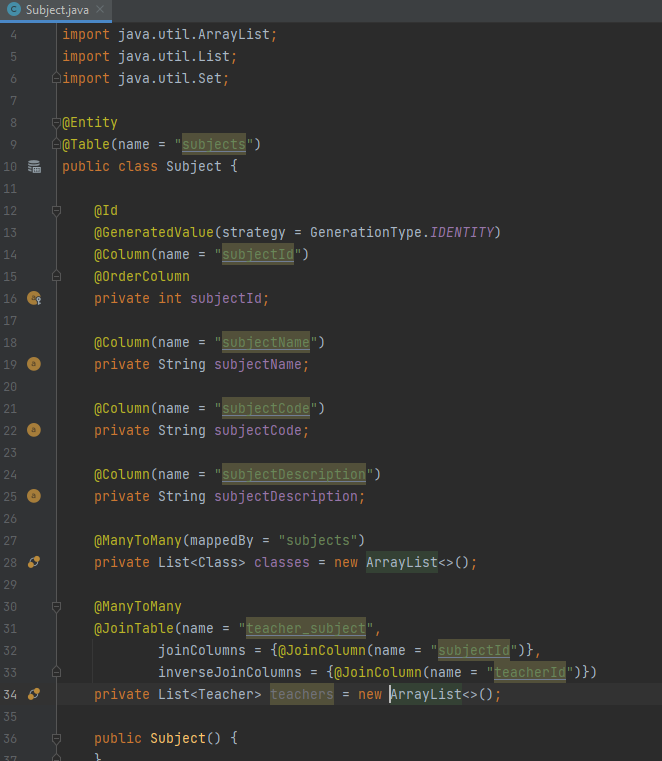 Subject.java
4 import java.util.ArrayList;
5 import java.util.List;
6 import java.util.Set;
7
8 @Entity
9 @Table(name = "subjects")
10 public class Subject {
11
12 @Id
13 @GeneratedValue(strategy = GenerationType.IDENTITY)
14 @Column(name = "subjectId")
15 @OrderColumn
16 private int subjectId;
17
18 @Column(name = "subjectName")
19 private String subjectName;
20
21 @Column(name = "subjectCode")
22 private String subjectCode;
23
24 @Column(name = "subjectDescription")
25 private String subjectDescription;
26
27 @ManyToMany(mappedBy = "subjects")
28 private List<Class> classes = new ArrayList<>();
29
30 @ManyToMany
31 @JoinTable(name = "teacher_subject",
32 joinColumns = {@JoinColumn(name = "subjectId")},
33 inverseJoinColumns = {@JoinColumn(name = "teacherId")})
34 private List<Teacher> teachers = new ArrayList<>();
35
36 public Subject() {
37 }